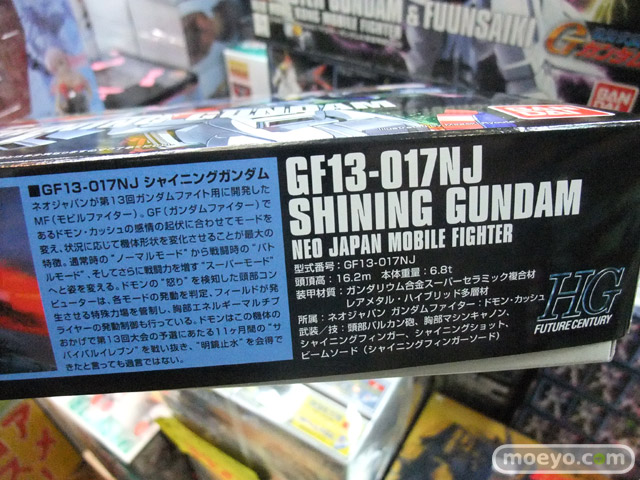 GUNDAM
& FUUNSAIKI
MOBILE FIGHTER
BAN
DAI
■GF13-017NJ シャイニングガンダム
ネオジャパンが第13回ガンダムファイト用に開発した
MF(モビルファイター)。GF(ガンダムファイター)で
あるドモン・カッシュの感情の起伏に合わせてモードを
変え、状況に応じて機体形状を変化させることが最大の
特徴。通常時の"ノーマルモード"から戦闘時の"バト
ルモード"、そしてさらに戦闘力を増す"スーパーモード"
へと姿を変える。ドモンの"怒り"を検知した頭部コン
ピューターは、各モードの発動を判定、フィールドが発
生させる特殊力場を管制し、胸部エネルギーマルチプ
ライヤーの発動制御も行っている。ドモンはこの機体の
おかげで第13回大会の予選にあたる11ヶ月間の"サ
バイバルイレブン"を戦い抜き、"明鏡止水"を会得で
きたと言っても過言ではない。
GF13-017NJ
SHINING GUNDAM
NEO JAPAN MOBILE FIGHTER
型式番号:GF13-017NJ
頭頂高:16.2m 本体重量:6.8t
装甲材質:ガンダリウム合金スーパーセラミック複合材
レアメタル・ハイブリッド多層材
所属:ネオジャパン ガンダムファイター:ドモン・カッシュ
武装/技:頭部バルカン砲、胸部マシンキャノン、
シャイニングフィンガー、シャイニングショット、
ビームソード(シャイニングフィンガーソード)
HG
FUTURE CENTURY
moeyo.com